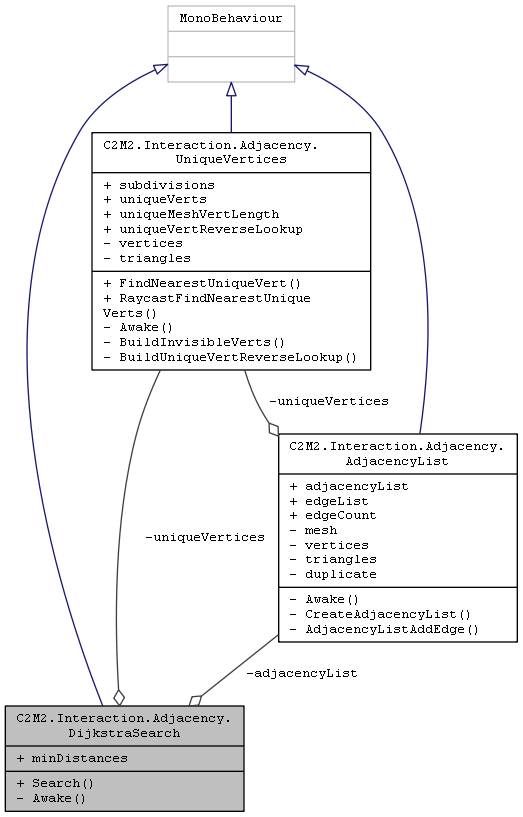 MonoBehaviour
C2M2.Interaction.Adjacency.
UniqueVertices
+ subdivisions
+ uniqueVerts
+ uniqueMeshVertLength
+ uniqueVertReverseLookup
- vertices
- triangles
+ FindNearestUniqueVert()
+ RaycastFindNearestUnique
Verts()
- Awake()
- BuildInvisibleVerts()
- BuildUniqueVertReverseLookup()
-uniqueVertices
C2M2.Interaction.Adjacency.
AdjacencyList
+ adjacencyList
+ edgeList
+ edgeCount
- mesh
- vertices
- triangles
- duplicate
- Awake()
- CreateAdjacencyList()
- AdjacencyListAddEdge()
-uniqueVertices
-adjacencyList
C2M2.Interaction.Adjacency.
DijkstraSearch
+ minDistances
+ Search()
- Awake()